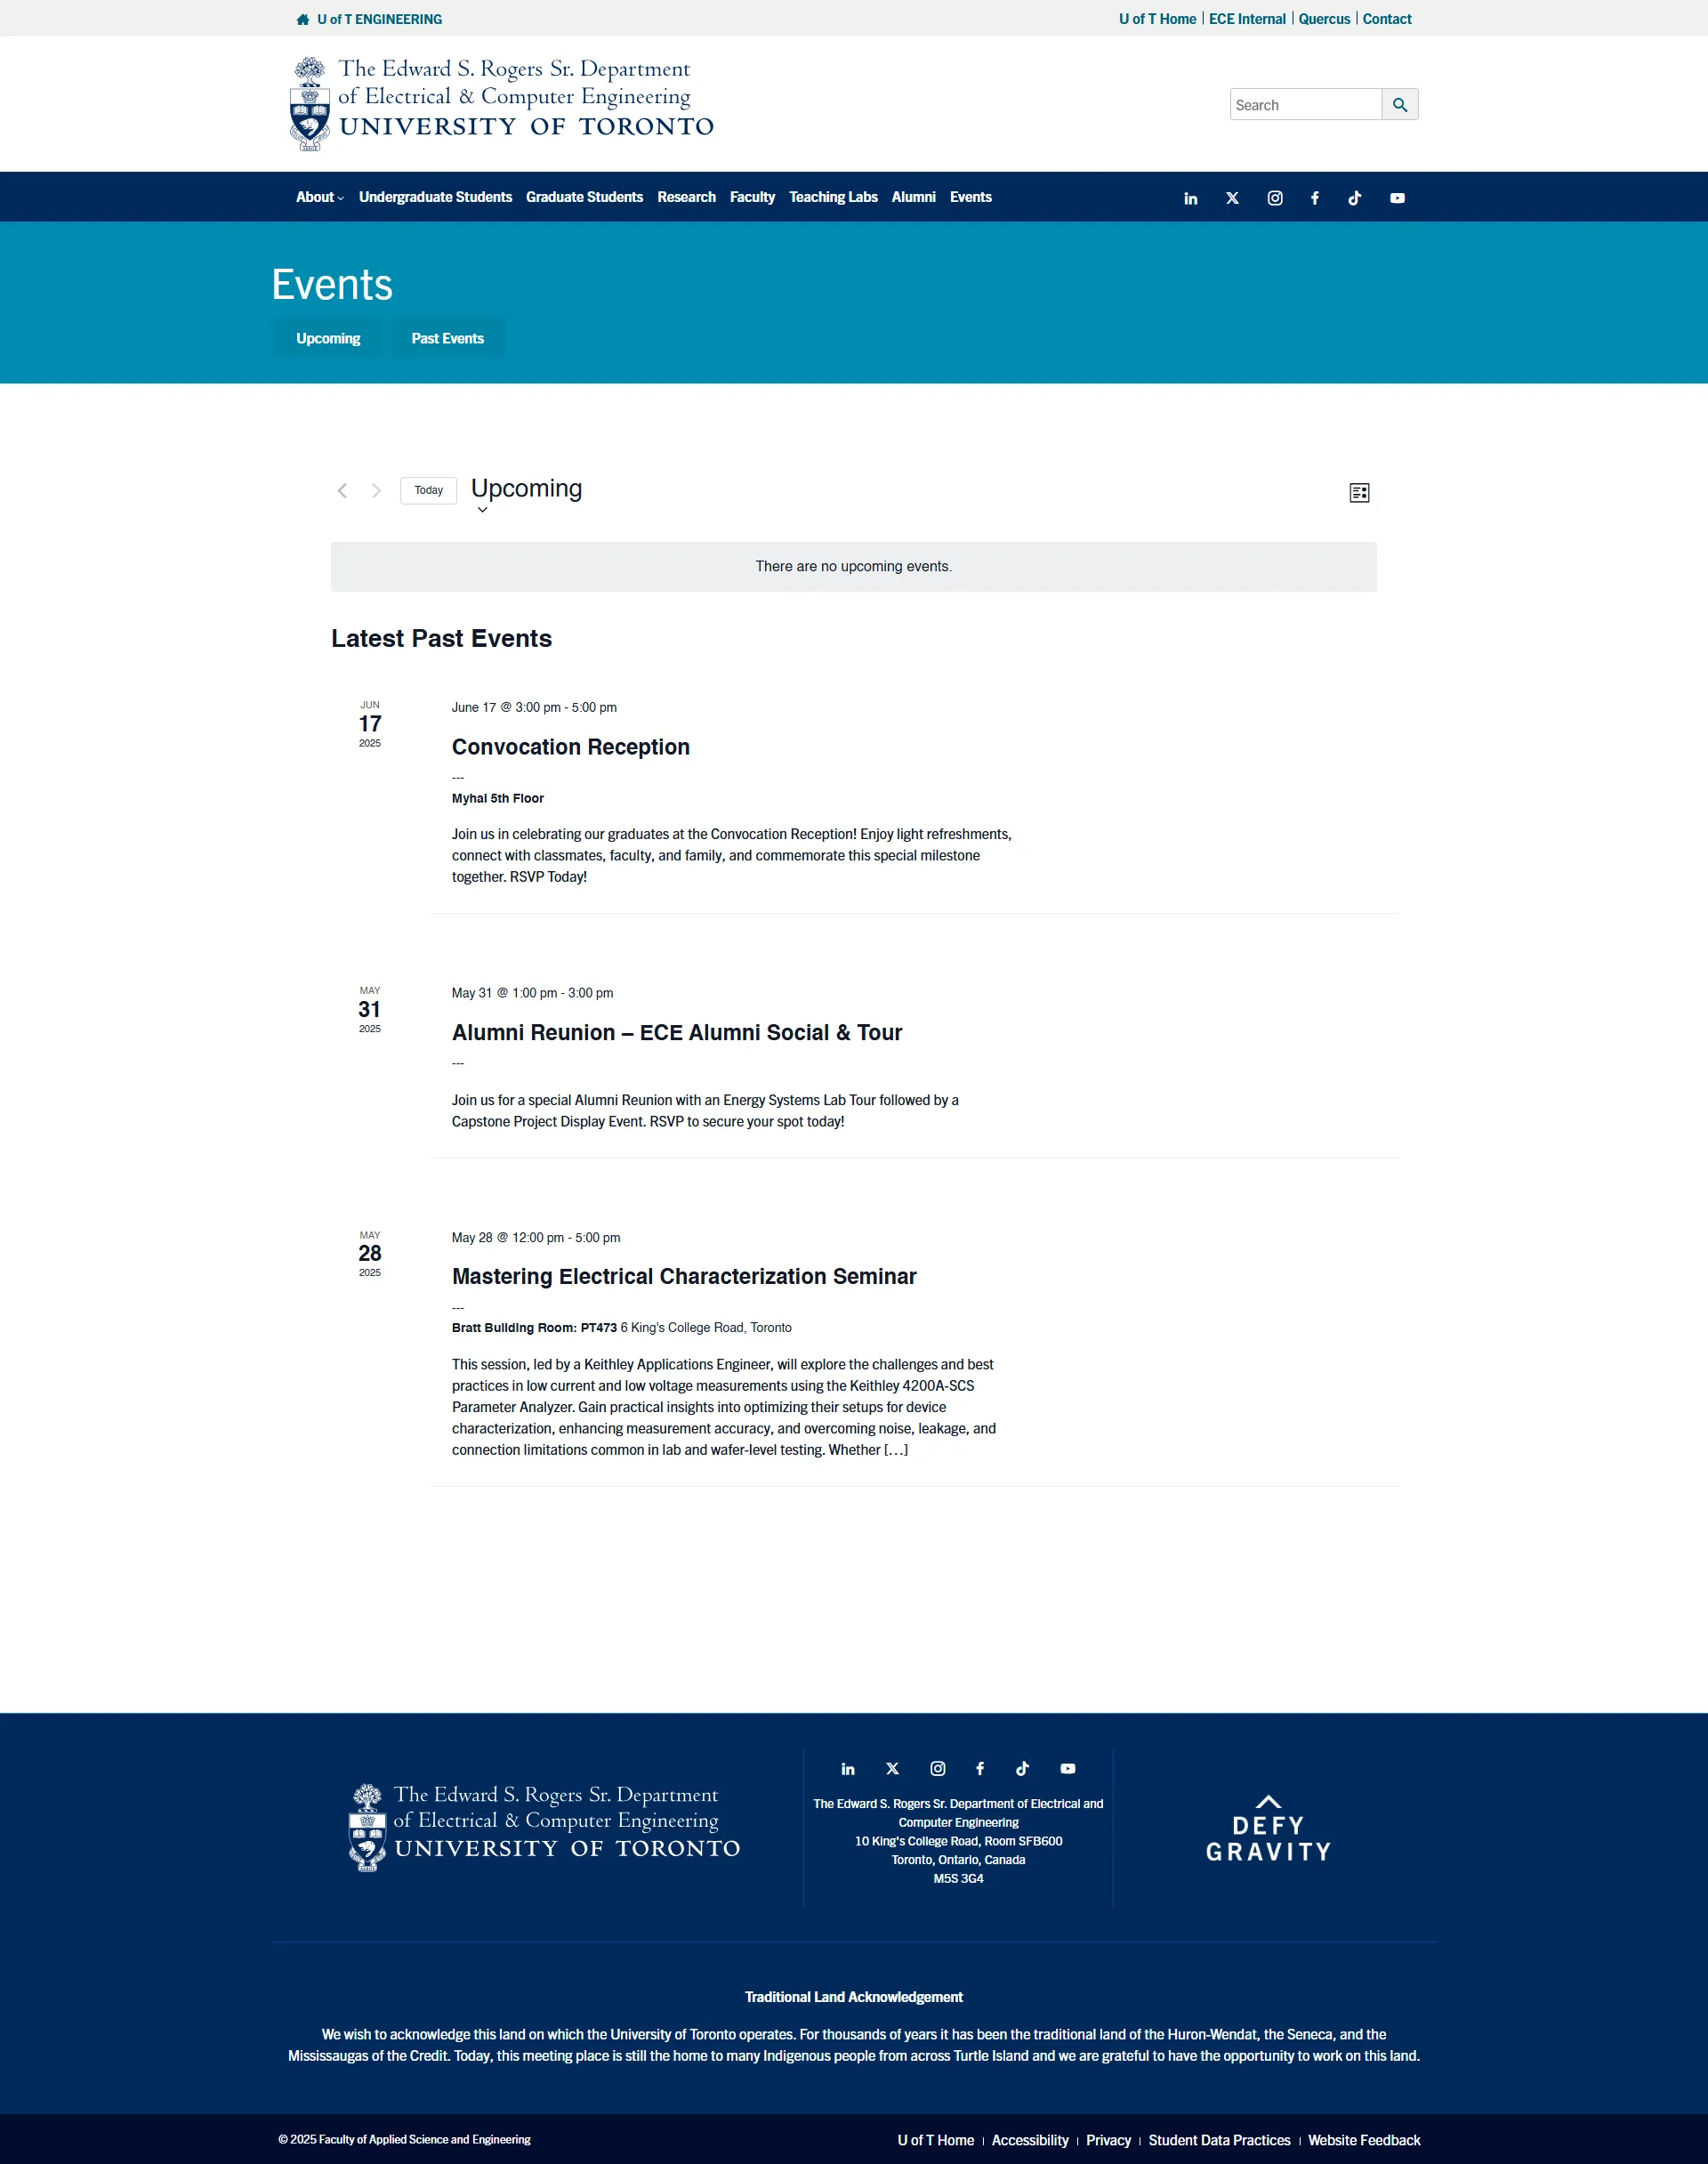 U of T ENGINEERING
U of T Home
ECE Internal
Quercus
Contact
The Edward S. Rogers Sr. Department
of Electrical & Computer Engineering
UNIVERSITY OF TORONTO
Search
About
Undergraduate Students
Graduate Students
Research
Faculty
Teaching Labs
Alumni
Events
Events
Upcoming
Past Events
Today
Upcoming
There are no upcoming events.
Latest Past Events
JUN
17
2025
June 17 @ 3:00 pm - 5:00 pm
Convocation Reception
---
Myhal 5th Floor
Join us in celebrating our graduates at the Convocation Reception! Enjoy light refreshments,
connect with classmates, faculty, and family, and commemorate this special milestone
together. RSVP Today!
MAY
31
2025
May 31 @ 1:00 pm - 3:00 pm
Alumni Reunion – ECE Alumni Social & Tour
---
Join us for a special Alumni Reunion with an Energy Systems Lab Tour followed by a
Capstone Project Display Event. RSVP to secure your spot today!
MAY
28
2025
May 28 @ 12:00 pm - 5:00 pm
Mastering Electrical Characterization Seminar
---
Bratt Building Room: PT473 6 King's College Road, Toronto
This session, led by a Keithley Applications Engineer, will explore the challenges and best
practices in low current and low voltage measurements using the Keithley 4200A-SCS
Parameter Analyzer. Gain practical insights into optimizing their setups for device
characterization, enhancing measurement accuracy, and overcoming noise, leakage, and
connection limitations common in lab and wafer-level testing. Whether […]
The Edward S. Rogers Sr. Department
of Electrical & Computer Engineering
UNIVERSITY OF TORONTO
The Edward S. Rogers Sr. Department of Electrical and
Computer Engineering
10 King's College Road, Room SFB600
Toronto, Ontario, Canada
M5S 3G4
DEFY
GRAVITY
Traditional Land Acknowledgement
We wish to acknowledge this land on which the University of Toronto operates. For thousands of years it has been the traditional land of the Huron-Wendat, the Seneca, and the
Mississaugas of the Credit. Today, this meeting place is still the home to many Indigenous people from across Turtle Island and we are grateful to have the opportunity to work on this land.
© 2025 Faculty of Applied Science and Engineering
U of T Home
Accessibility
Privacy
Student Data Practices
Website Feedback